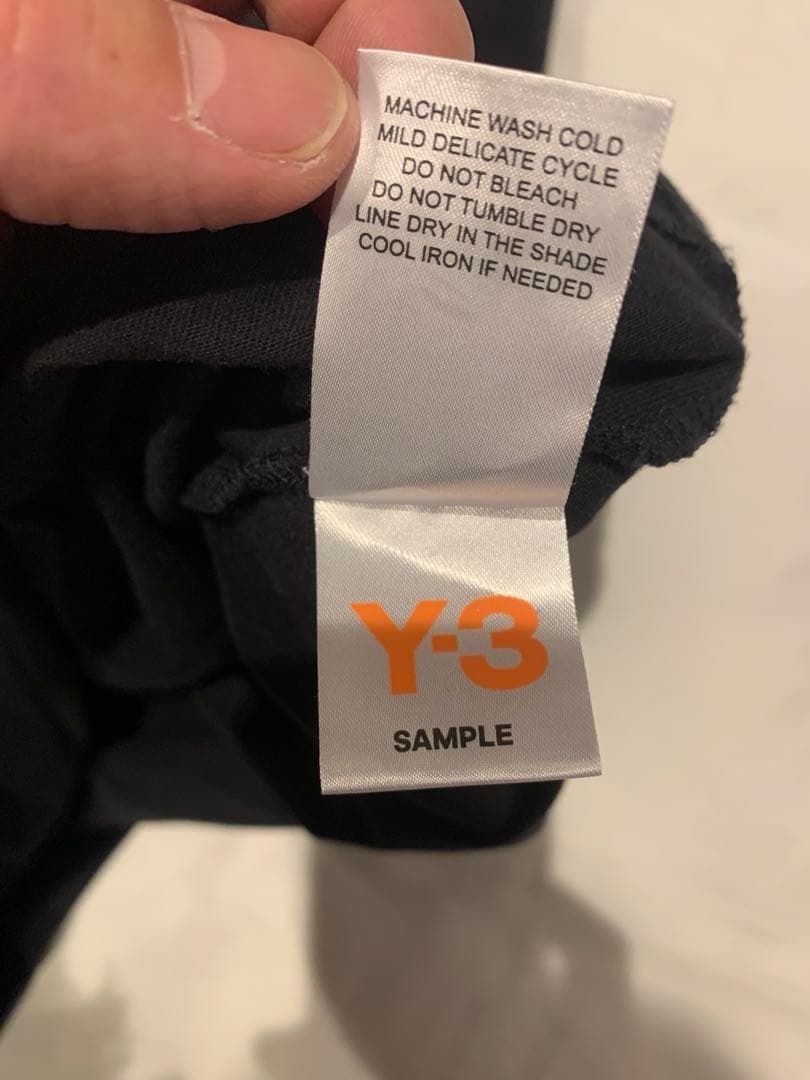 MACHINE WASH COLD
MILD DELICATE CYCLE
DO NOT BLEACH
DO NOT TUMBLE DRY
LINE DRY IN THE SHADE
COOL IRON IF NEEDED
Y-3
SAMPLE